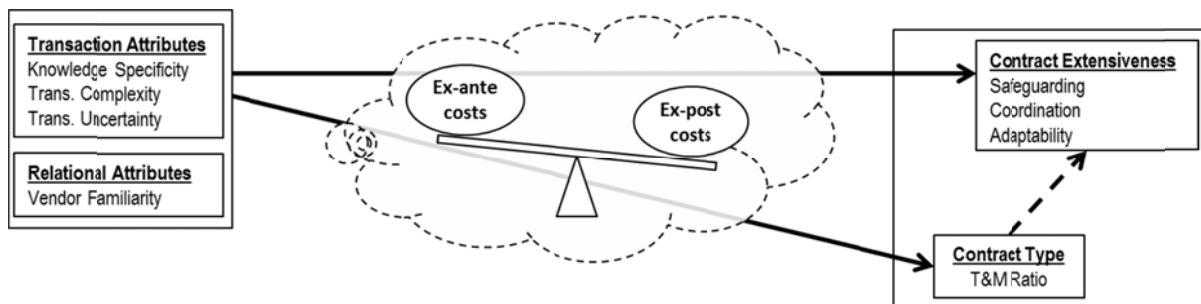 Transaction Attributes
Knowledge Specificity
Trans. Complexity
Trans. Uncertainty
Relational Attributes
Vendor Familiarity
Ex-ante
costs
Ex-post
costs
Contract Extensiveness
Safeguarding
Coordination
Adaptability
Contract Type
T&M Ratio